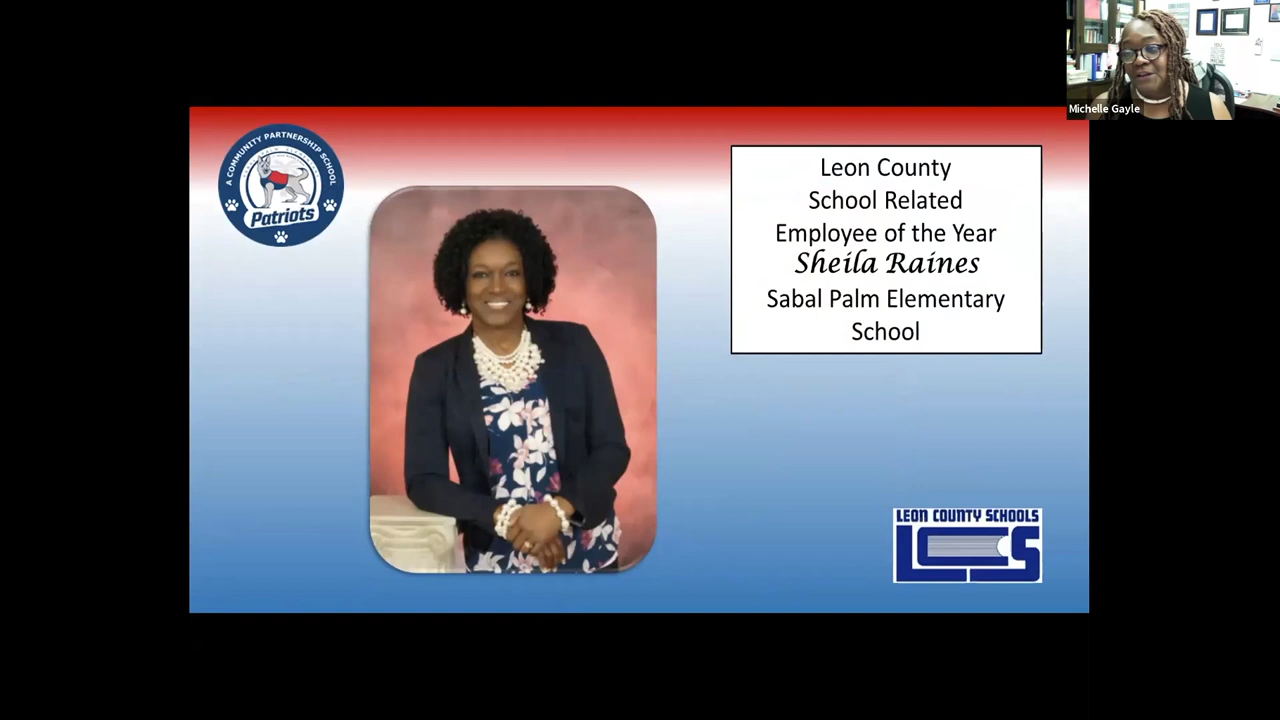 Michelle Gayle
A COMMUNITY PARTNERSHIP SCHOOL
Patriots
Leon County
School Related
Employee of the Year
Sheila Raines
Sabal Palm Elementary
School
LEON COUNTY SCHOOLS
LCS